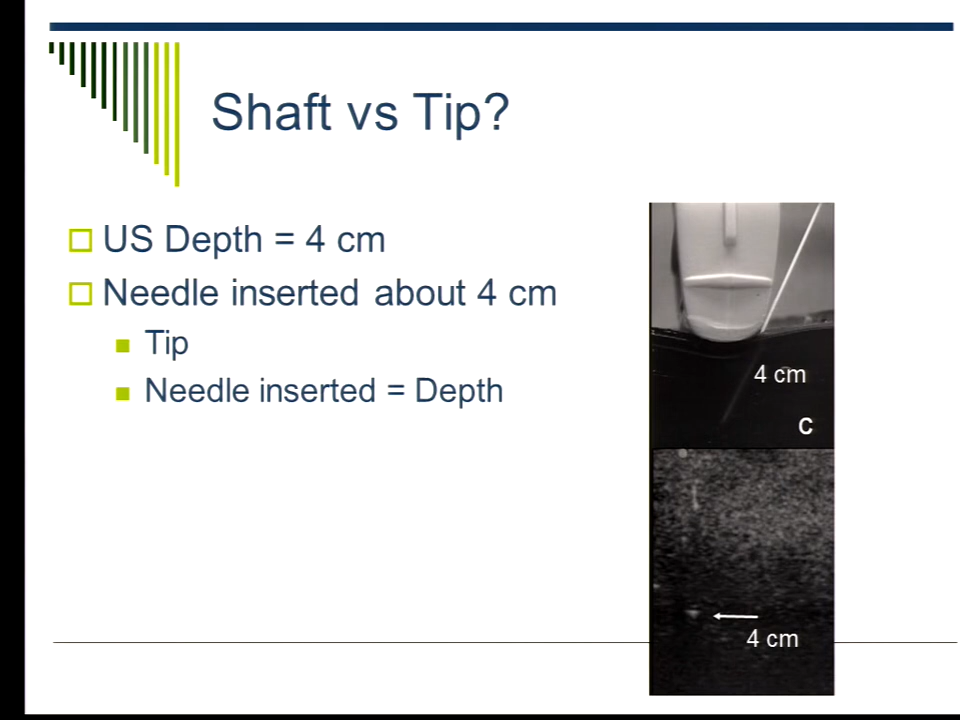 Shaft vs Tip?
US Depth = 4 cm
Needle inserted about 4 cm
Tip
Needle inserted = Depth
4 cm
C
4 cm